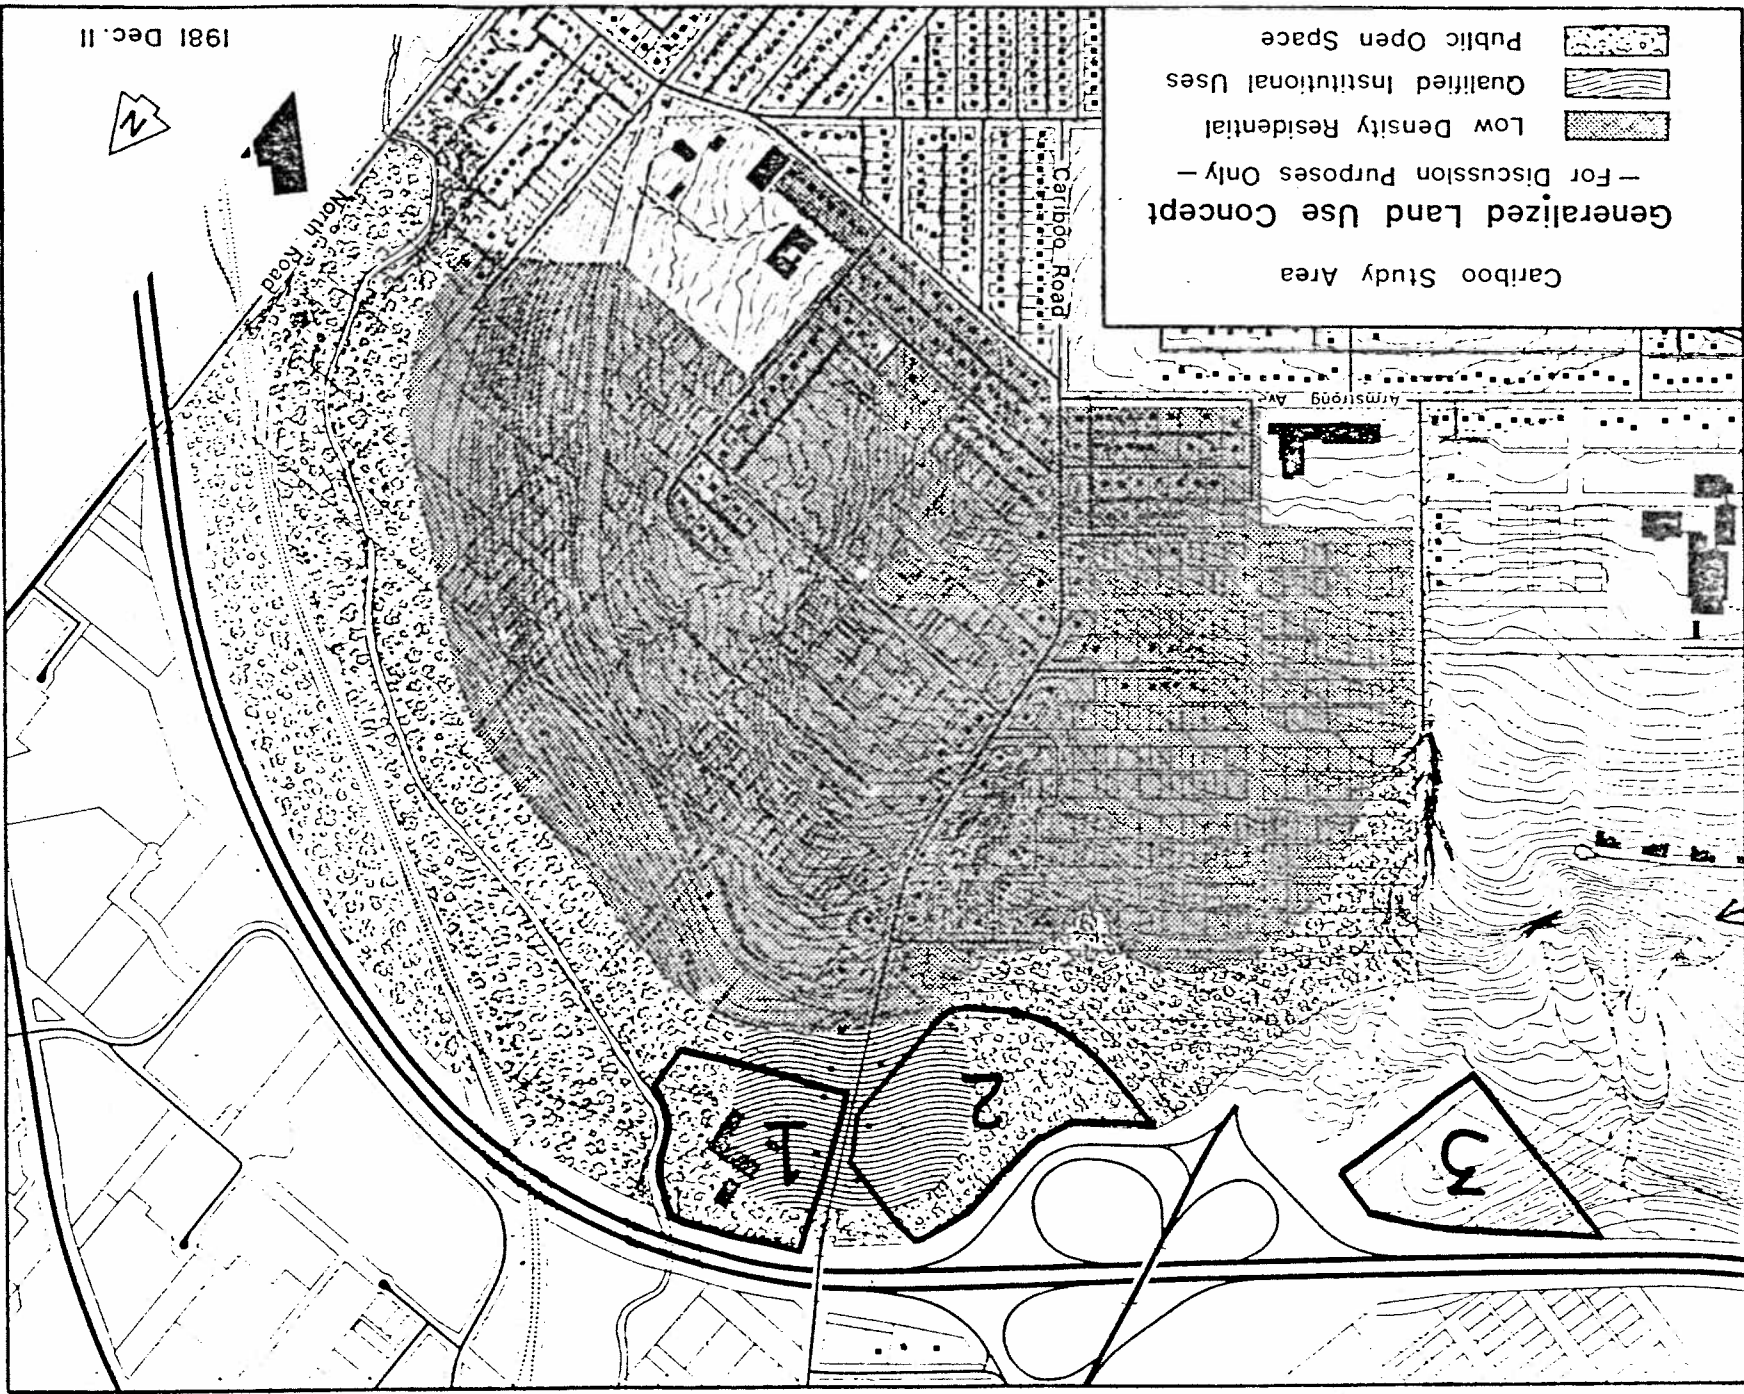 Cariboo Study Area
Generalized Land Use Concept
— For Discussion Purposes Only —
Low Density Residential
Qualified Institutional Uses
Public Open Space
1981 Dec. 11
N
North Road
Cariboo Road
Armstrong Ave
1
2
3